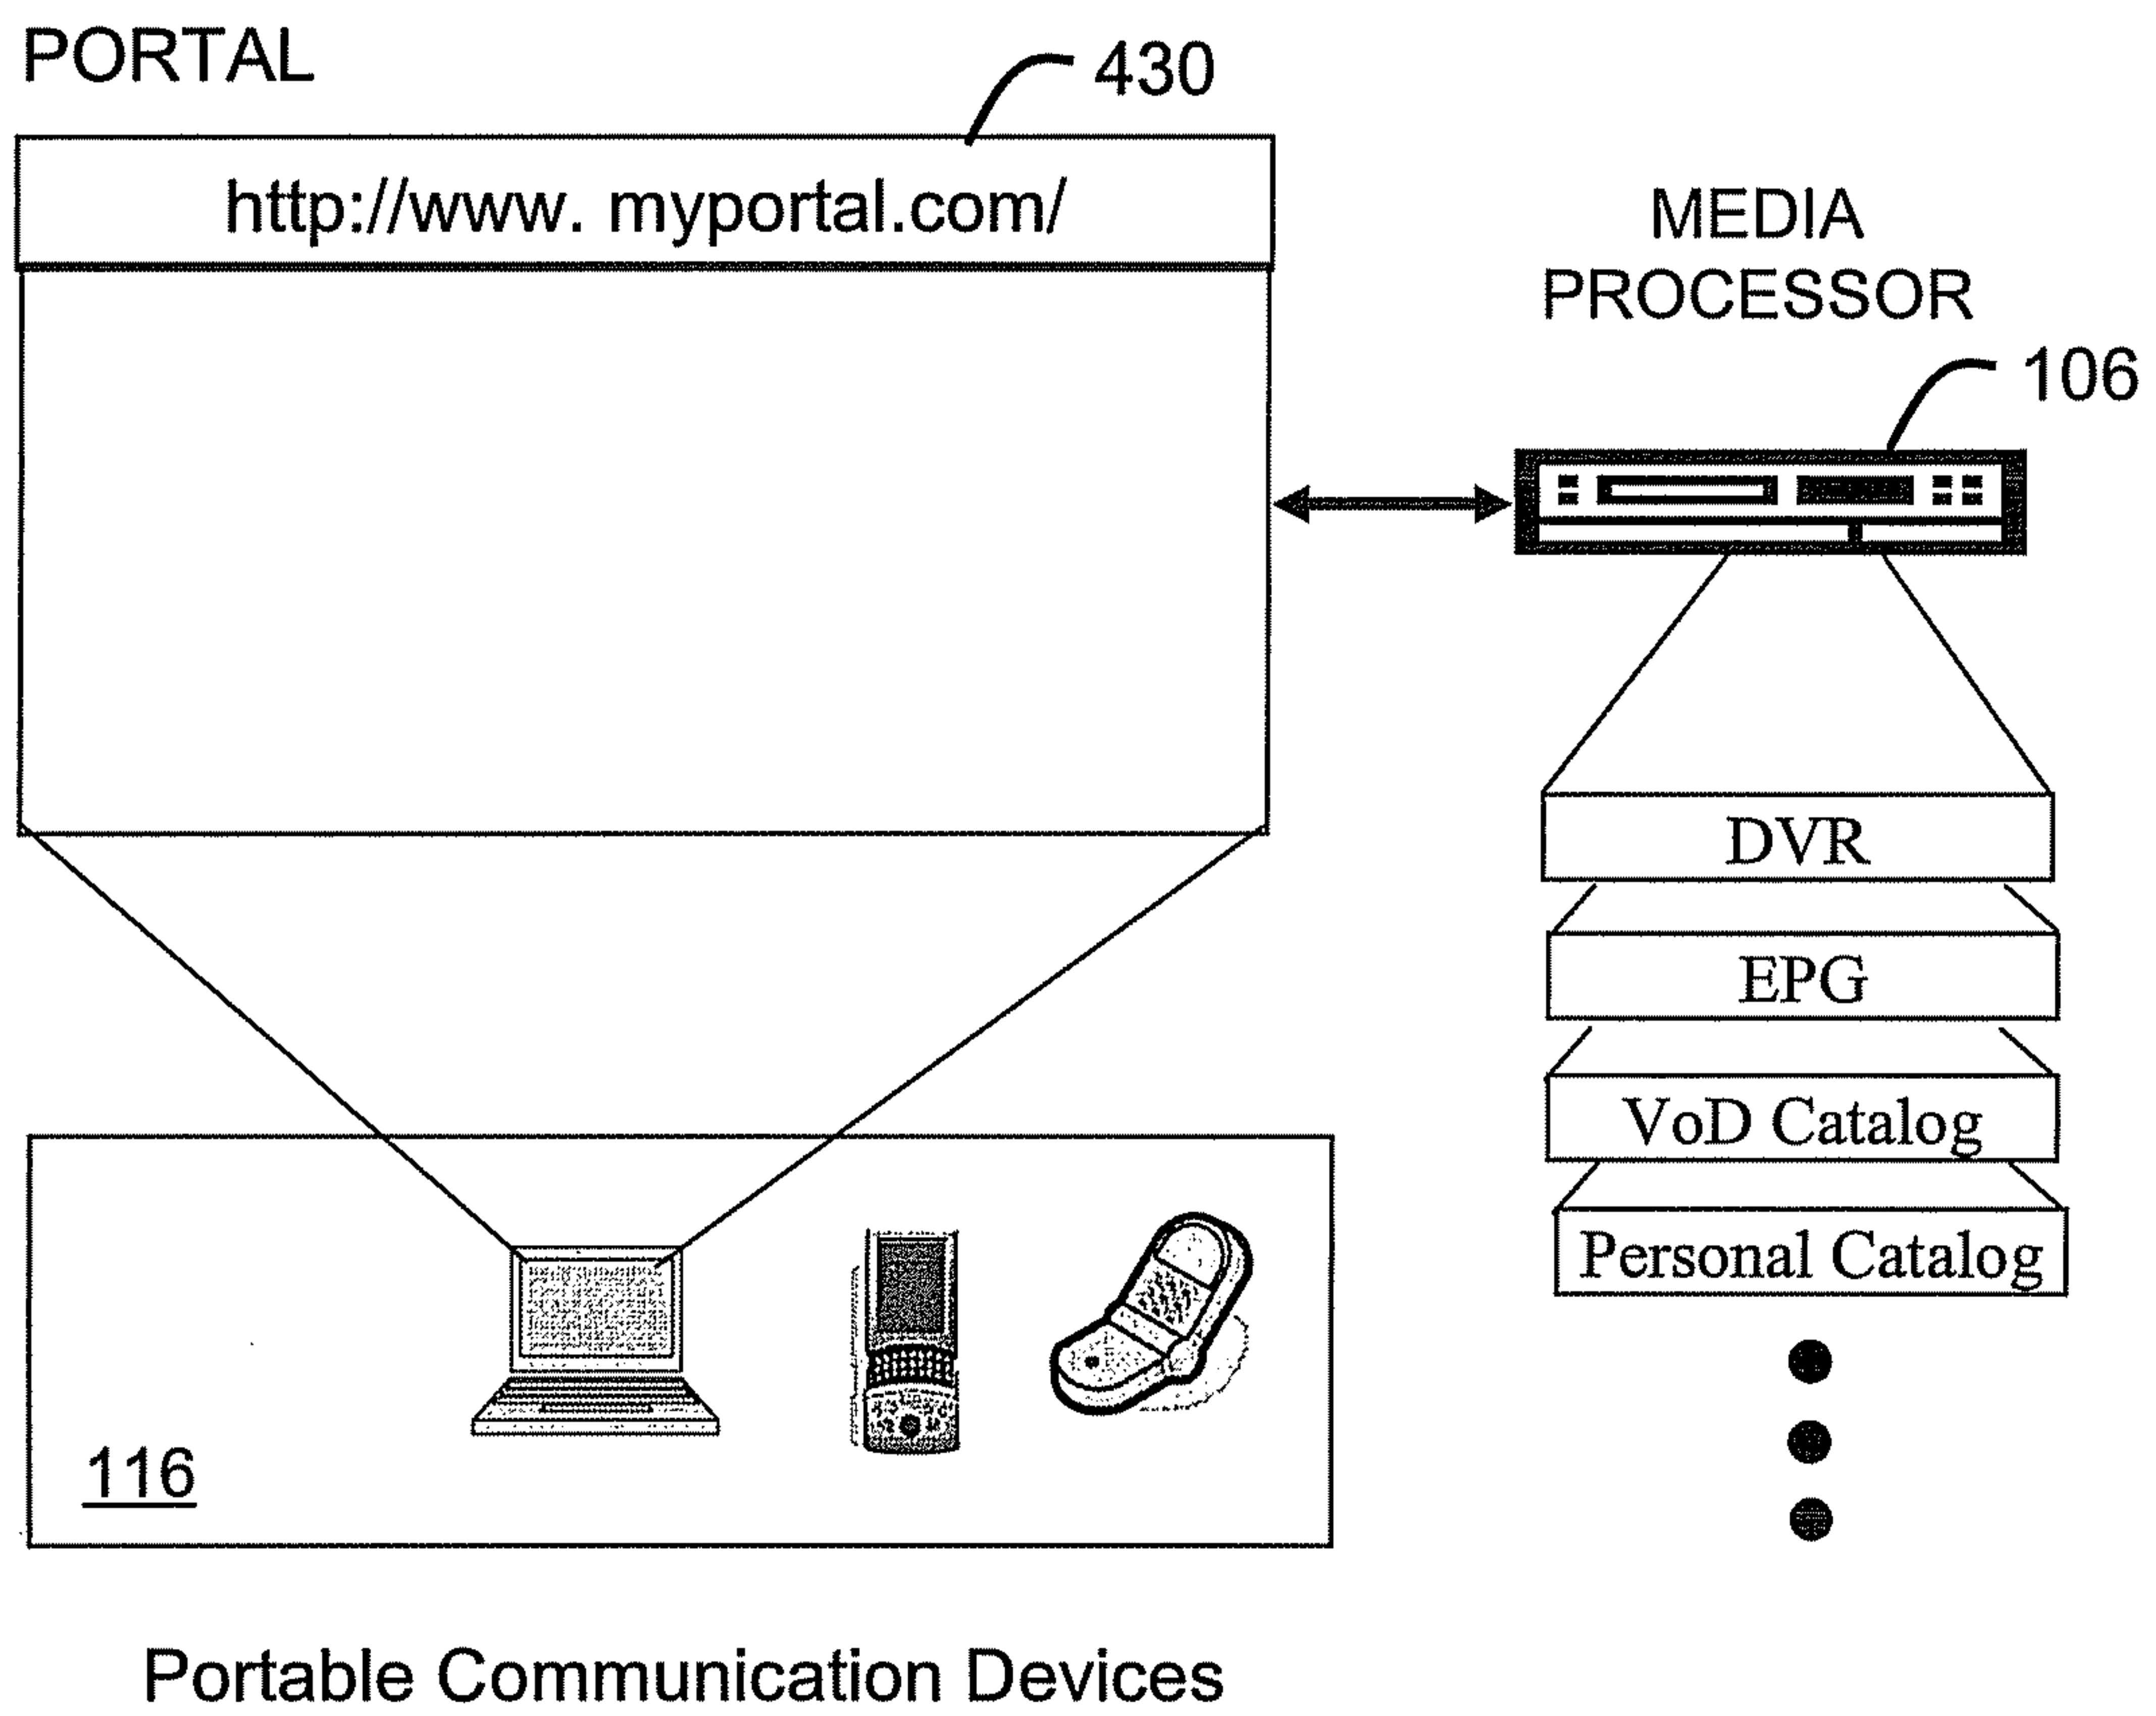 PORTAL
430
http://www. myportal.com/
MEDIA
PROCESSOR
106
DVR
EPG
VoD Catalog
Personal Catalog
116
Portable Communication Devices